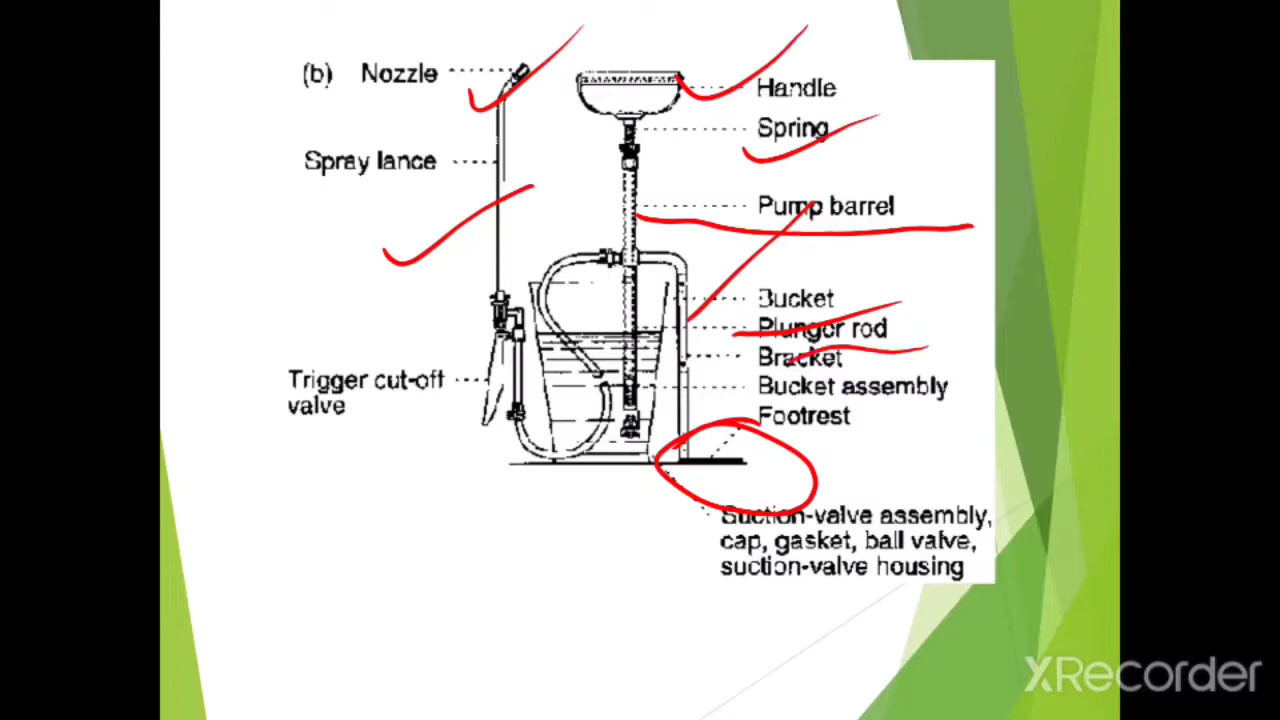 (b) Nozzle
Handle
Spring
Spray lance
Pump barrel
Bucket
Plunger rod
Bracket
Trigger cut-off
valve
Bucket assembly
Footrest
Suction-valve assembly,
cap, gasket, ball valve,
suction-valve housing
XRecorder